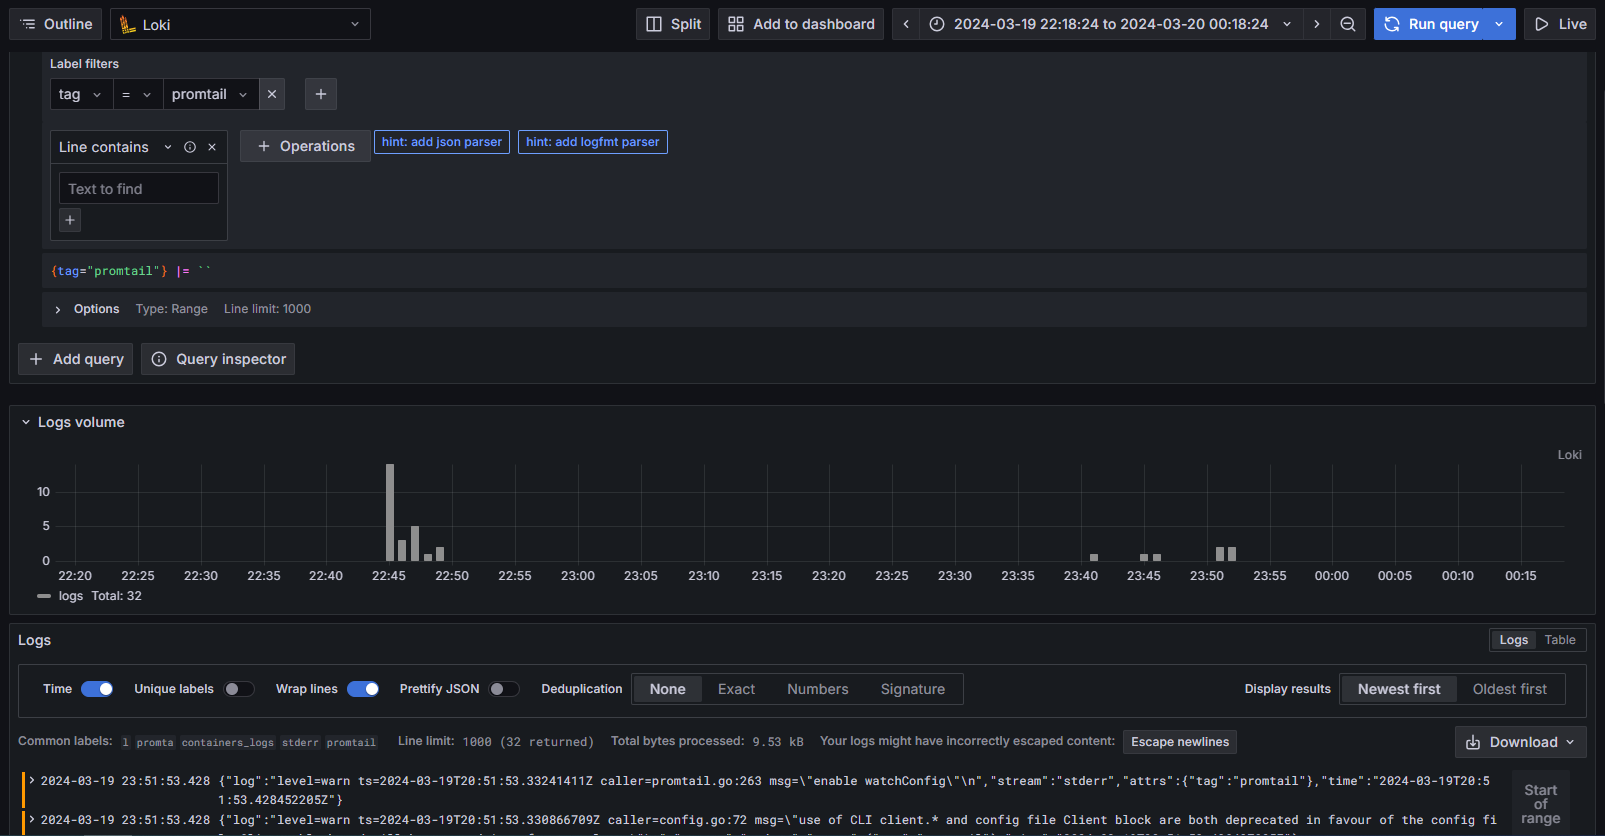 Outline Loki Split Add to dashboard 2024-03-19 22:18:24 to 2024-03-20 00:18:24 Run query Live
Label filters
tag = promtail
Line contains Operations hint: add json parser hint: add logfmt parser
Text to find
{tag="promtail"} |= ``
Options Type: Range Line limit: 1000
Add query Query inspector
Logs volume
Loki
10
5
0
22:20 22:25 22:30 22:35 22:40 22:45 22:50 22:55 23:00 23:05 23:10 23:15 23:20 23:25 23:30 23:35 23:40 23:45 23:50 23:55 00:00 00:05 00:10 00:15
logs Total: 32
Logs Logs Table
Time Unique labels Wrap lines Prettify JSON Deduplication None Exact Numbers Signature Display results Newest first Oldest first
Common labels: 1 promta containers_logs stderr promtail Line limit: 1000 (32 returned) Total bytes processed: 9.53 kB Your logs might have incorrectly escaped content: Escape newlines Download
2024-03-19 23:51:53.428 {"log":"level=warn ts=2024-03-19T20:51:53.33241411Z caller=promtail.go:263 msg=\"enable watchConfig\"\n","stream":"stderr","attrs":{"tag":"promtail"},"time":"2024-03-19T20:5
1:53.428452205Z"}
Start
of
range
2024-03-19 23:51:53.428 {"log":"level=warn ts=2024-03-19T20:51:53.330866709Z caller=config.go:72 msg=\"use of CLI client.* and config file Client block are both deprecated in favour of the config fi